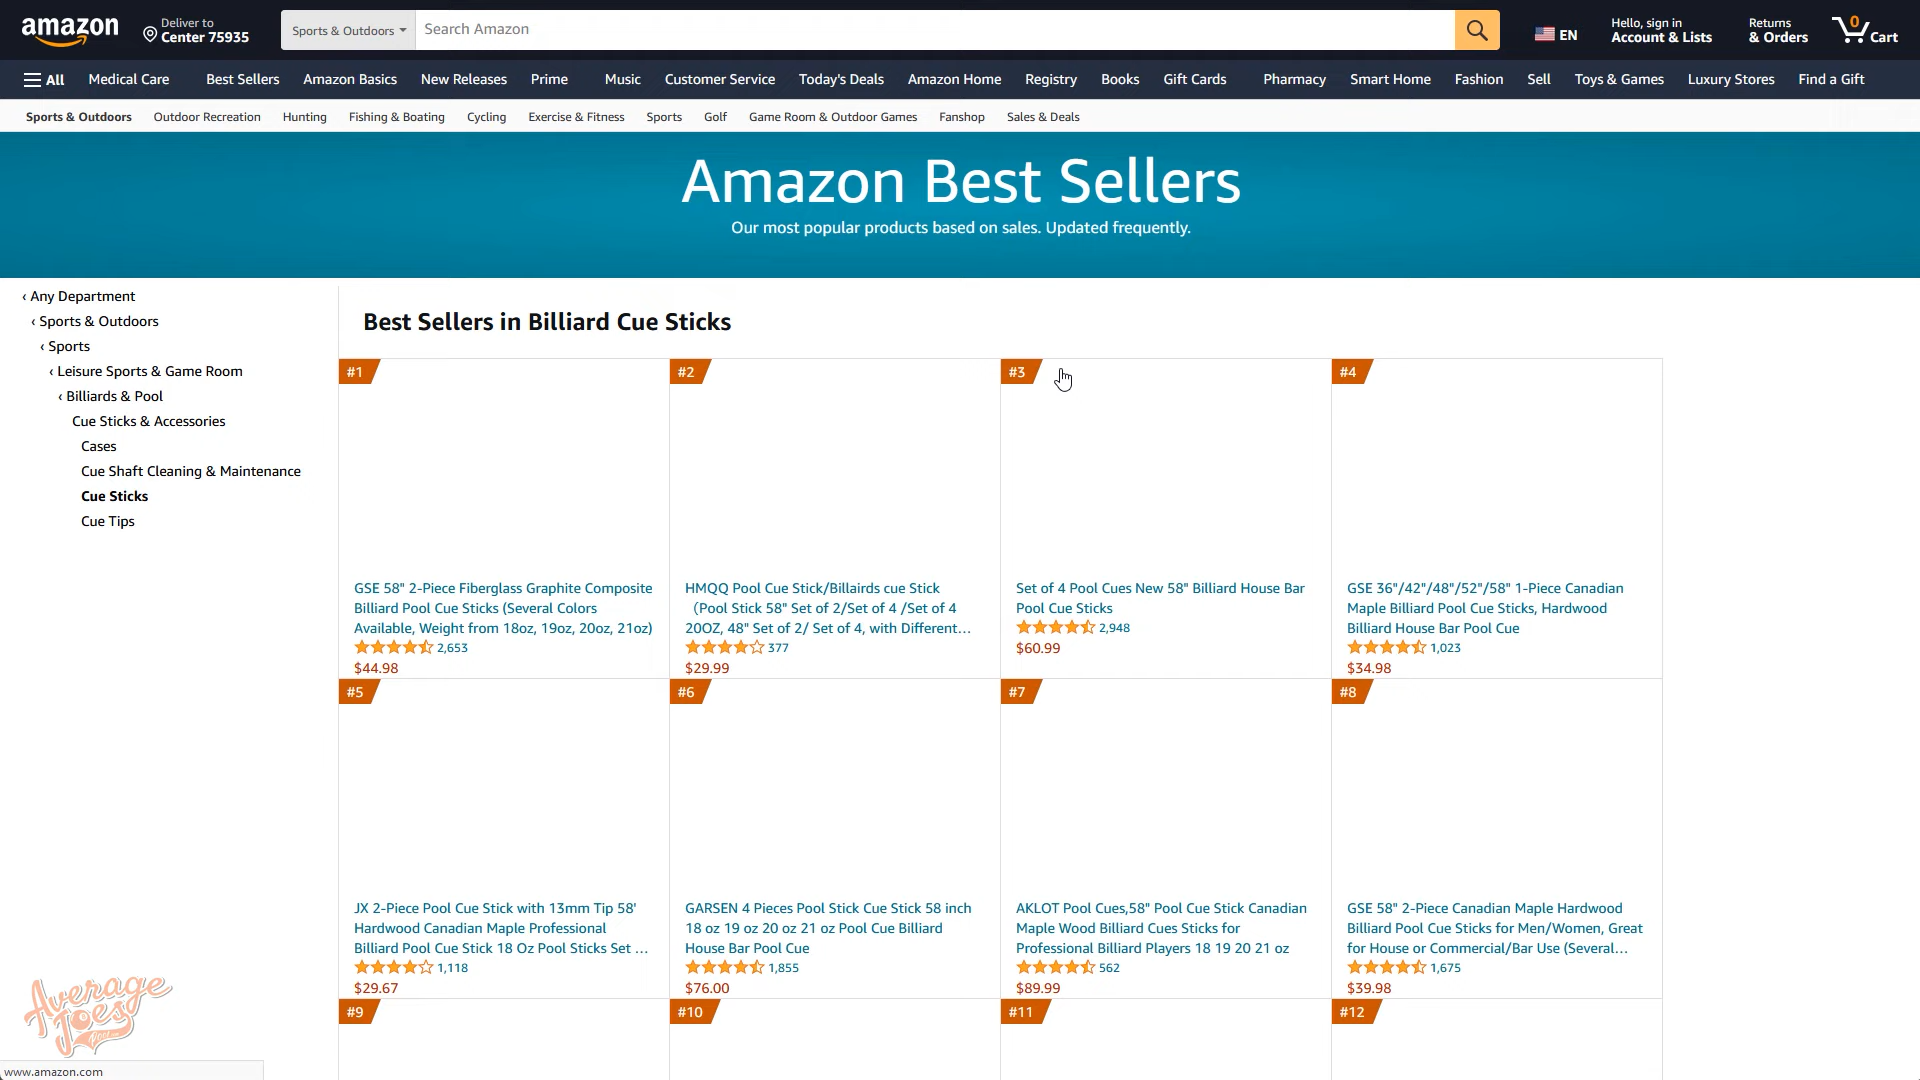 amazon
Deliver to
Center 75935
Sports & Outdoors
Search Amazon
EN
Hello, sign in
Account & Lists
Returns
& Orders
0
Cart
All
Medical Care
Best Sellers
Amazon Basics
New Releases
Prime
Music
Customer Service
Today's Deals
Amazon Home
Registry
Books
Gift Cards
Pharmacy
Smart Home
Fashion
Sell
Toys & Games
Luxury Stores
Find a Gift
Sports & Outdoors
Outdoor Recreation
Hunting
Fishing & Boating
Cycling
Exercise & Fitness
Sports
Golf
Game Room & Outdoor Games
Fanshop
Sales & Deals
Amazon Best Sellers
Our most popular products based on sales. Updated frequently.
‹ Any Department
‹ Sports & Outdoors
‹ Sports
‹ Leisure Sports & Game Room
‹ Billiards & Pool
Cue Sticks & Accessories
Cases
Cue Shaft Cleaning & Maintenance
Cue Sticks
Cue Tips
Best Sellers in Billiard Cue Sticks
#1
GSE 58" 2-Piece Fiberglass Graphite Composite
Billiard Pool Cue Sticks (Several Colors
Available, Weight from 18oz, 19oz, 20oz, 21oz)
2,653
$44.98
#2
HMQQ Pool Cue Stick/Billairds cue Stick
（Pool Stick 58" Set of 2/Set of 4 /Set of 4
20OZ, 48" Set of 2/ Set of 4, with Different…
377
$29.99
#3
Set of 4 Pool Cues New 58" Billiard House Bar
Pool Cue Sticks
2,948
$60.99
#4
GSE 36"/42"/48"/52"/58" 1-Piece Canadian
Maple Billiard Pool Cue Sticks, Hardwood
Billiard House Bar Pool Cue
1,023
$34.98
#5
JX 2-Piece Pool Cue Stick with 13mm Tip 58'
Hardwood Canadian Maple Professional
Billiard Pool Cue Stick 18 Oz Pool Sticks Set …
1,118
$29.67
#6
GARSEN 4 Pieces Pool Stick Cue Stick 58 inch
18 oz 19 oz 20 oz 21 oz Pool Cue Billiard
House Bar Pool Cue
1,855
$76.00
#7
AKLOT Pool Cues,58" Pool Cue Stick Canadian
Maple Wood Billiard Cues Sticks for
Professional Billiard Players 18 19 20 21 oz
562
$89.99
#8
GSE 58" 2-Piece Canadian Maple Hardwood
Billiard Pool Cue Sticks for Men/Women, Great
for House or Commercial/Bar Use (Several…
1,675
$39.98
#9
#10
#11
#12
Average
Joes
www.amazon.com